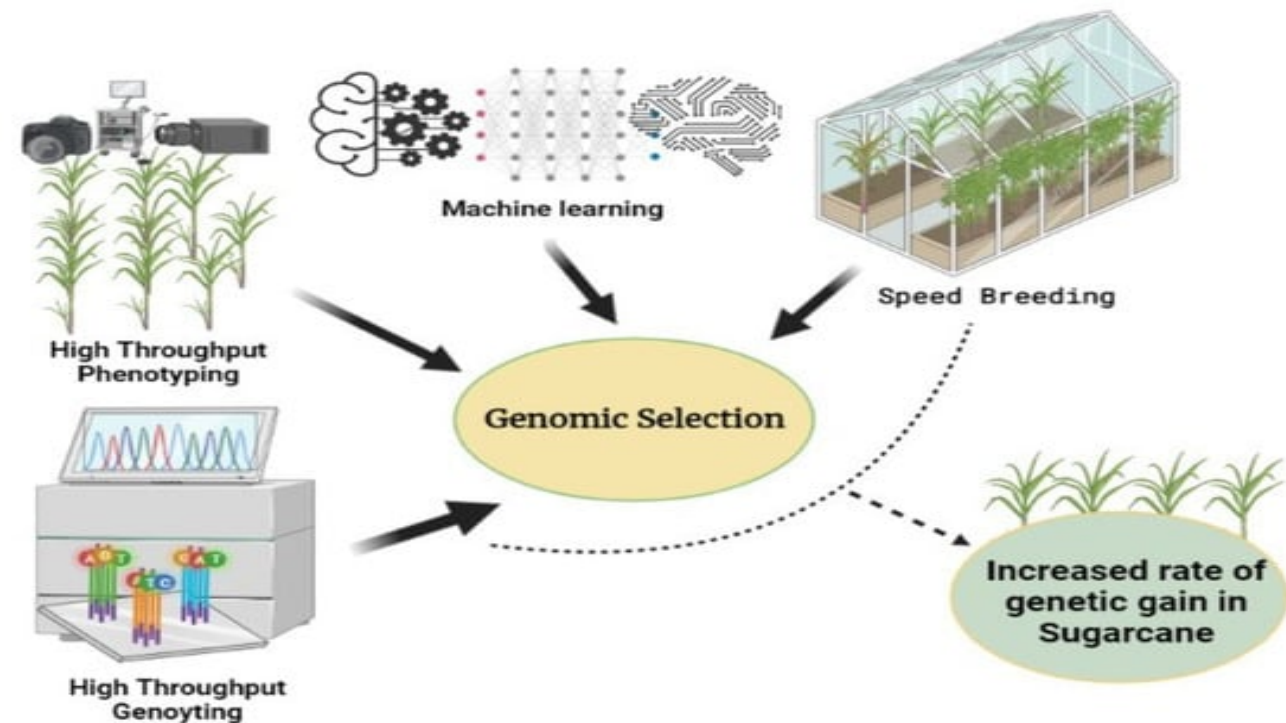 Machine learning
Speed Breeding
High Throughput
Phenotyping
Genomic Selection
A G T
C A T
A T C
Increased rate of
genetic gain in
Sugarcane
High Throughput
Genoyting